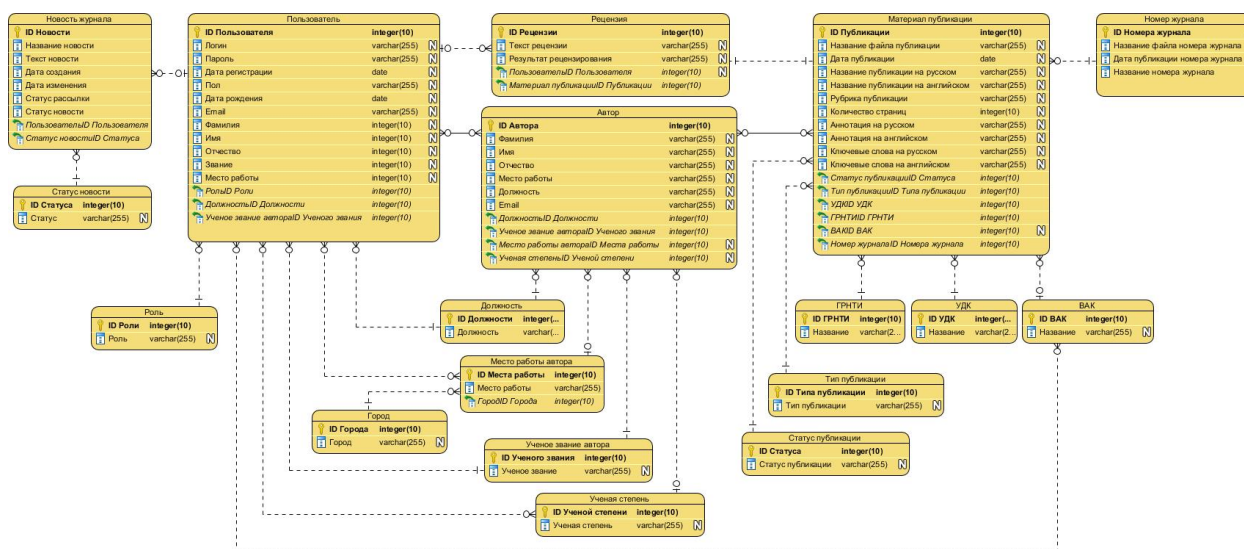 Новость журнала
ID Новости
Название новости
Текст новости
Дата создания
Дата изменения
Статус рассылки
Статус новости
ПользовательID Пользователя
Статус новостиID Статуса
Статус новости
ID Статуса integer(10)
Статус varchar(255) N
Пользователь
ID Пользователя integer(10)
Логин varchar(255) N
Пароль varchar(255) N
Дата регистрации date N
Пол varchar(255) N
Дата рождения date N
Email varchar(255) N
Фамилия integer(10) N
Имя integer(10) N
Отчество integer(10) N
Звание integer(10) N
Место работы integer(10) N
РольID Роли integer(10)
ДолжностьID Должности integer(10)
Ученое звание автораID Ученого звания integer(10)
Рецензия
ID Рецензии integer(10)
Текст рецензии varchar(255) N
Результат рецензирования varchar(255) N
ПользовательID Пользователя integer(10) N
Материал публикацииID Публикации integer(10)
Автор
ID Автора integer(10)
Фамилия varchar(255) N
Имя varchar(255) N
Отчество varchar(255) N
Место работы varchar(255) N
Должность varchar(255) N
Email varchar(255) N
ДолжностьID Должности integer(10)
Ученое звание автораID Ученого звания integer(10)
Место работы автораID Места работы integer(10) N
Ученая степеньID Ученой степени integer(10) N
Материал публикации
ID Публикации integer(10)
Название файла публикации varchar(255) N
Дата публикации date N
Название публикации на русском varchar(255) N
Название публикации на английском varchar(255) N
Рубрика публикации varchar(255) N
Количество страниц integer(10) N
Аннотация на русском varchar(255) N
Аннотация на английском varchar(255) N
Ключевые слова на русском varchar(255) N
Ключевые слова на английском varchar(255) N
Статус публикацииID Статуса integer(10)
Тип публикацииID Типа публикации integer(10)
УДКID УДК integer(10)
ГРНТИID ГРНТИ integer(10)
ВАКID ВАК integer(10) N
Номер журналаID Номера журнала integer(10)
Номер журнала
ID Номера журнала
Название файла номера журнала
Дата публикации номера журнала
Название номера журнала
Роль
ID Роли integer(10)
Роль varchar(255) N
Должность
ID Должности integer(...
Должность varchar(...
Место работы автора
ID Места работы integer(10)
Место работы varchar(255)
ГородID Города integer(10)
Город
ID Города integer(10)
Город varchar(255) N
Ученое звание автора
ID Ученого звания integer(10)
Ученое звание varchar(255) N
Ученая степень
ID Ученой степени integer(10)
Ученая степень varchar(255) N
ГРНТИ
ID ГРНТИ integer(10)
Название varchar(2... N
УДК
ID УДК integer(...
Название varchar(2... N
ВАК
ID ВАК integer(10)
Название varchar(255) N
Тип публикации
ID Типа публикации integer(10)
Тип публикации varchar(255) N
Статус публикации
ID Статуса integer(10)
Статус публикации varchar(255) N